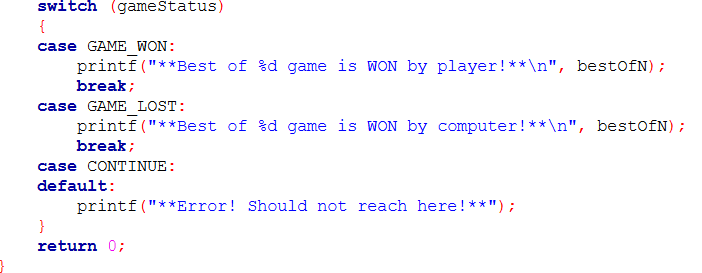 switch (gameStatus)
{
case GAME_WON:
printf("**Best of %d game is WON by player!**\n", bestOfN);
break;
case GAME_LOST:
printf("**Best of %d game is WON by computer!**\n", bestOfN);
break;
case CONTINUE:
default:
printf("**Error! Should not reach here!**");
}
return 0;
}